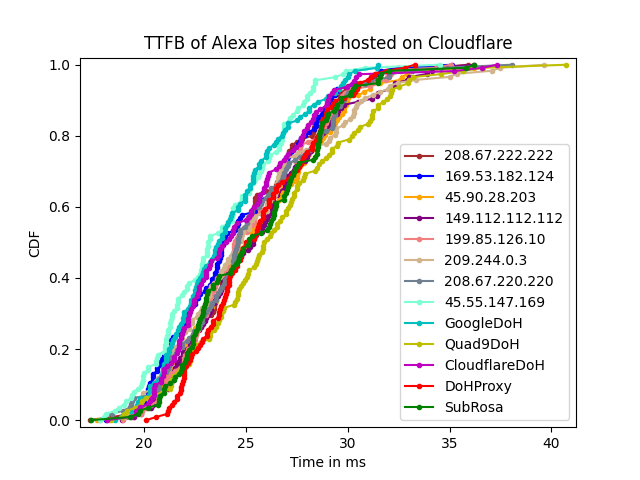 TTFB of Alexa Top sites hosted on Cloudflare
1.0
0.8
0.6
0.4
0.2
0.0
CDF
20
25
30
35
40
Time in ms
208.67.222.222
169.53.182.124
45.90.28.203
149.112.112.112
199.85.126.10
209.244.0.3
208.67.220.220
45.55.147.169
GoogleDoH
Quad9DoH
CloudflareDoH
DoHProxy
SubRosa